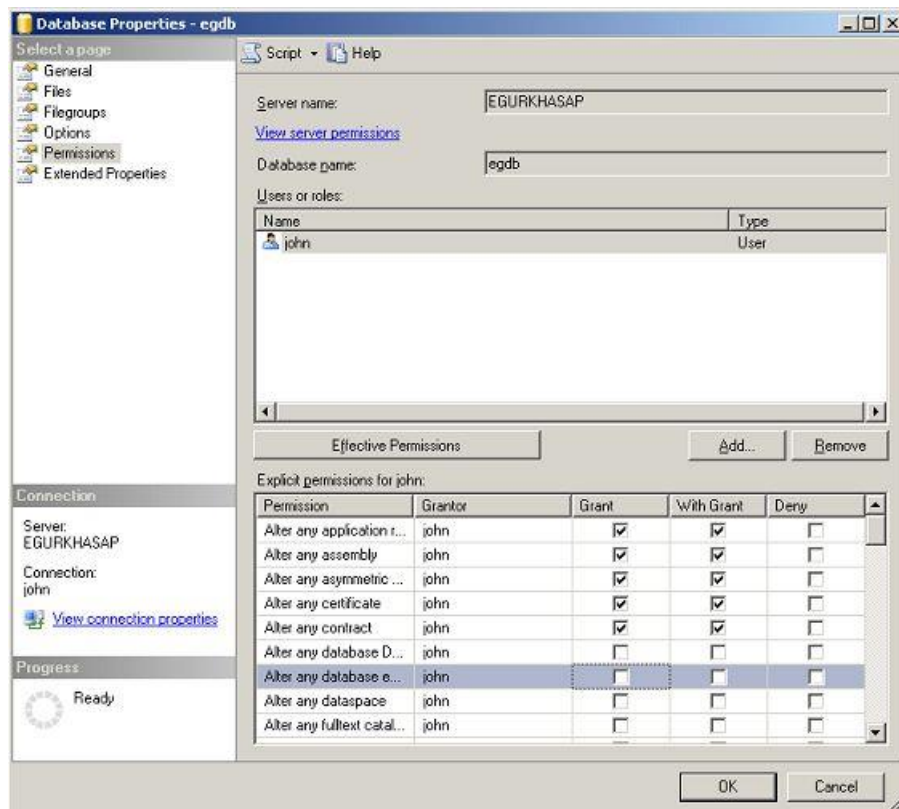 Database Properties - egdb
Select a page
General
Files
Filegroups
Options
Permissions
Extended Properties
Script Help
Server name: EGURKHASAP
View server permissions
Database name: egdb
Users or roles:
Name Type
john User
Effective Permissions Add... Remove
Explicit permissions for john:
Permission Grantor Grant With Grant Deny
Alter any application r... john
Alter any assembly john
Alter any asymmetric ... john
Alter any certificate john
Alter any contract john
Alter any database D... john
Alter any database e... john
Alter any dataspace john
Alter any fulltext catal... john
Connection
Server:
EGURKHASAP
Connection:
john
View connection properties
Progress
Ready
OK Cancel